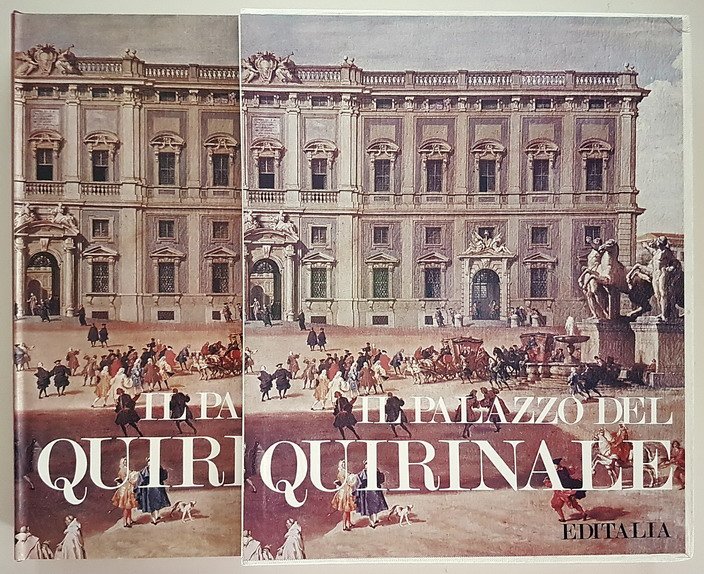 IL PA
QUIRI
IL PALAZZO DEL
QUIRINALE
EDITALIA